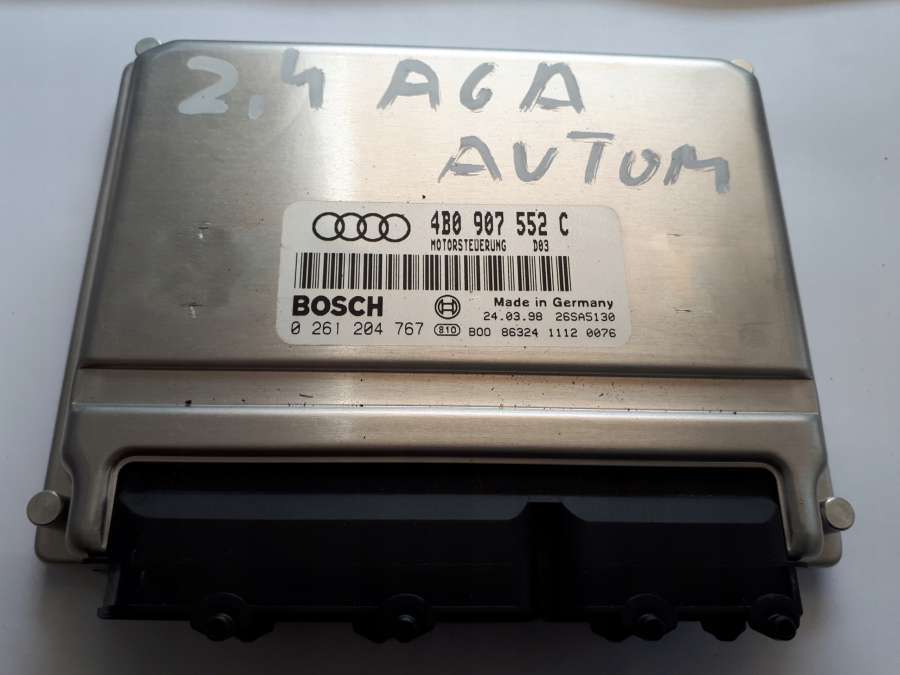 2,4 AGA
AUTOM
4B0 907 552 C
MOTORSTEUERUNG D03
BOSCH
Made in Germany
24.03.98 26SA5130
0 261 204 767 810 B00 86324 1112 0076